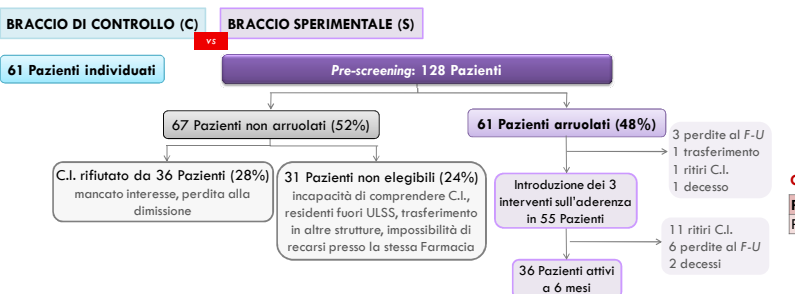 BRACCIO DI CONTROLLO (C)
vs
BRACCIO SPERIMENTALE (S)
61 Pazienti individuati
Pre-screening: 128 Pazienti
67 Pazienti non arruolati (52%)
61 Pazienti arruolati (48%)
3 perdite al F-U
1 trasferimento
1 ritiri C.I.
1 decesso
C.I. rifiutato da 36 Pazienti (28%)
mancato interesse, perdita alla
dimissione
31 Pazienti non elegibili (24%)
incapacità di comprendere C.I.,
residenti fuori ULSS, trasferimento
in altre strutture, impossibilità di
recarsi presso la stessa Farmacia
Introduzione dei 3
interventi sull'aderenza
in 55 Pazienti
11 ritiri C.I.
6 perdite al F-U
2 decessi
36 Pazienti attivi
a 6 mesi